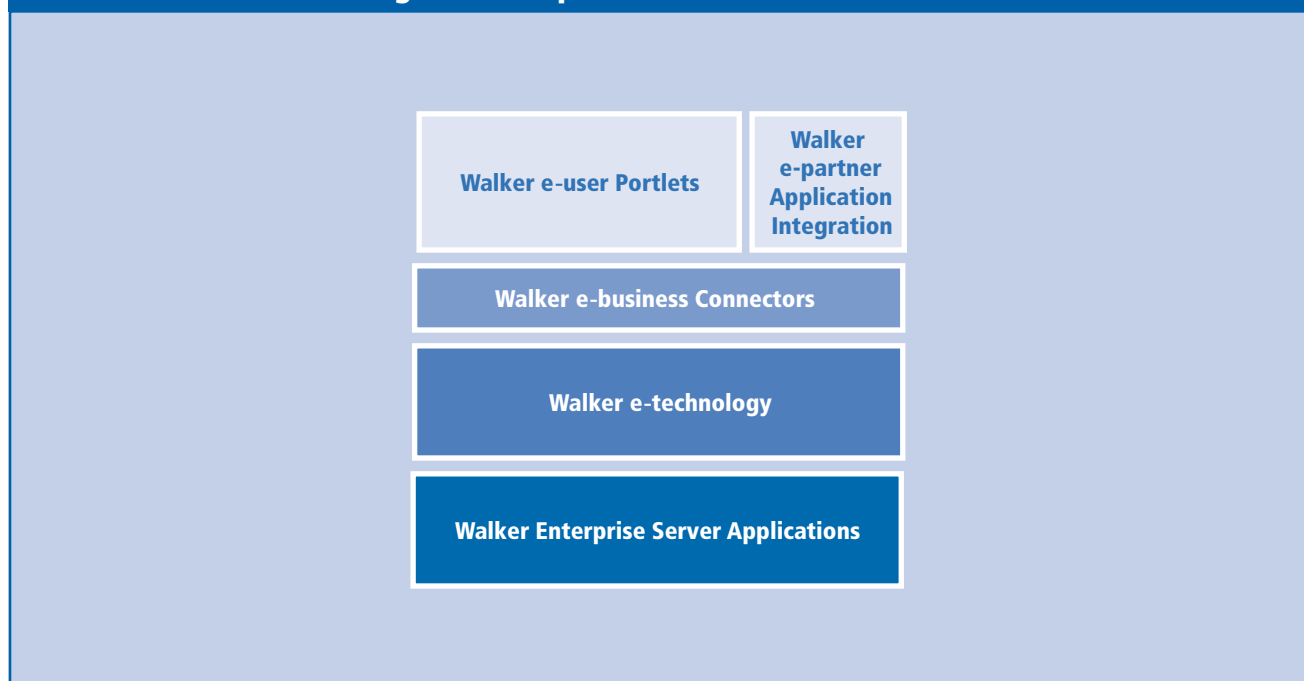 Walker e-user Portlets
Walker
e-partner
Application
Integration
Walker e-business Connectors
Walker e-technology
Walker Enterprise Server Applications